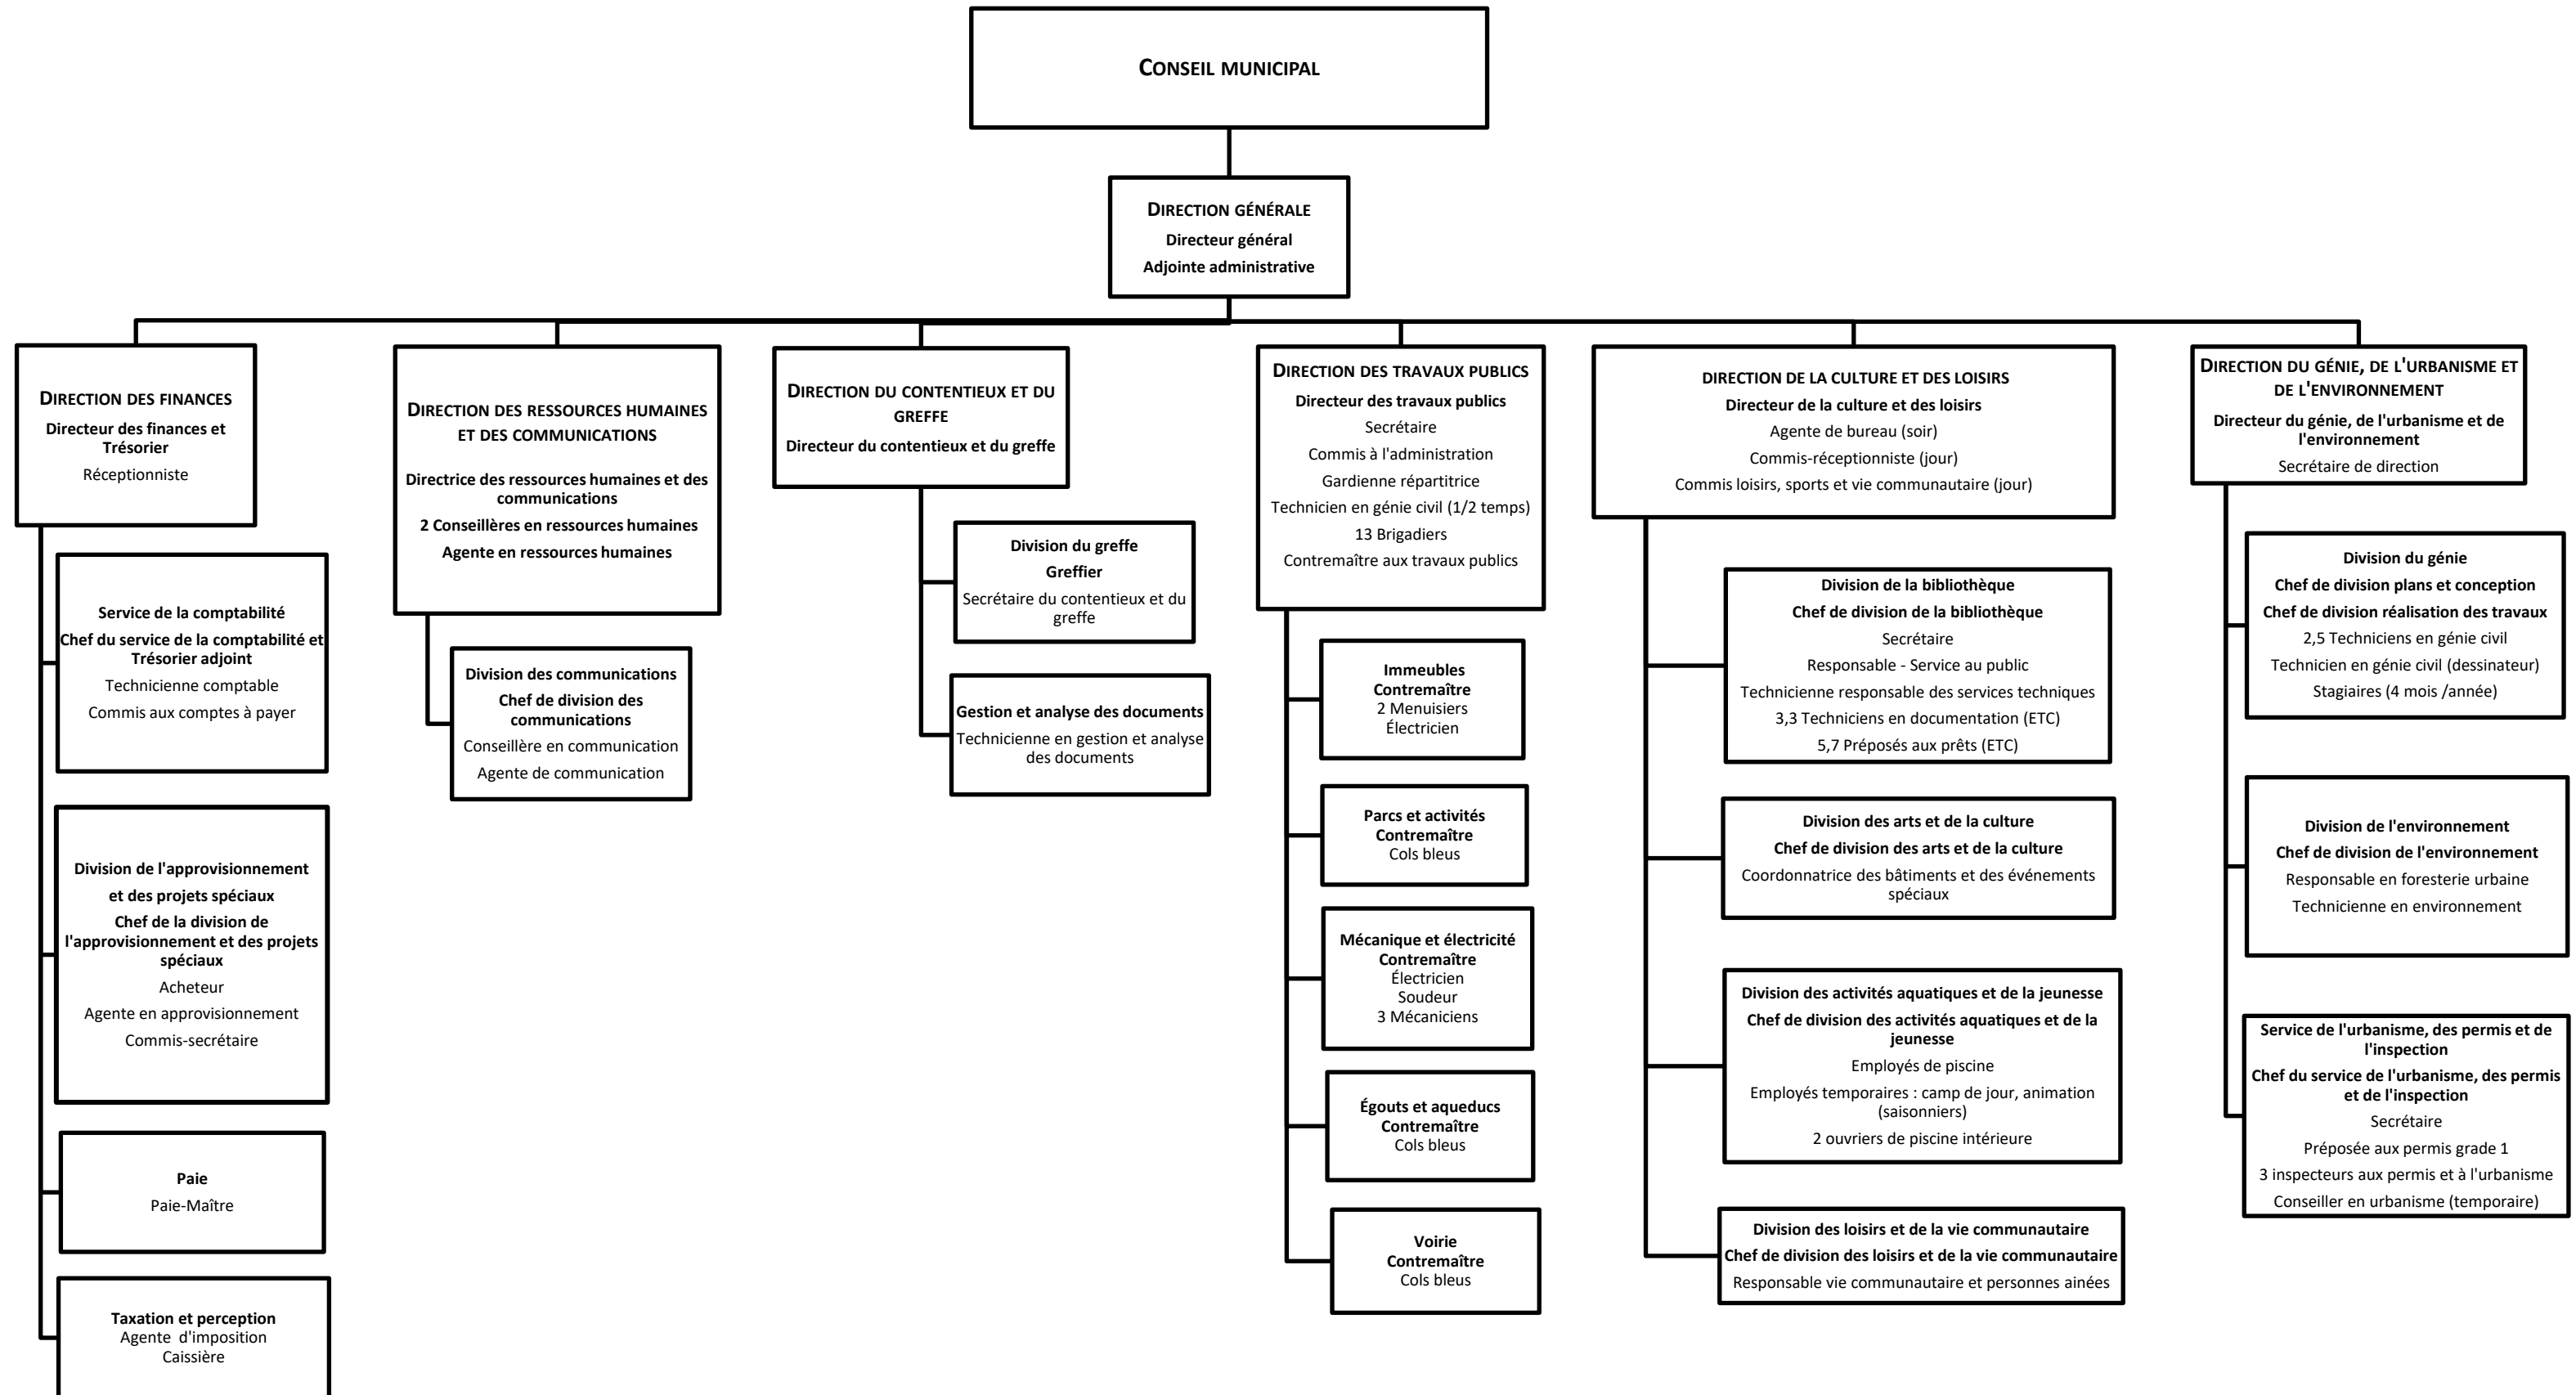 CONSEIL MUNICIPAL
DIRECTION GÉNÉRALE
Directeur général
Adjointe administrative
DIRECTION DES FINANCES
Directeur des finances et
Trésorier
Réceptionniste
Service de la comptabilité
Chef du service de la comptabilité et
Trésorier adjoint
Technicienne comptable
Commis aux comptes à payer
Division de l'approvisionnement
et des projets spéciaux
Chef de la division de
l'approvisionnement et des projets
spéciaux
Acheteur
Agente en approvisionnement
Commis-secrétaire
Paie
Paie-Maître
Taxation et perception
Agente  d'imposition
Caissière
DIRECTION DES RESSOURCES HUMAINES
ET DES COMMUNICATIONS
Directrice des ressources humaines et des
communications
2 Conseillères en ressources humaines
Agente en ressources humaines
Division des communications
Chef de division des
communications
Conseillère en communication
Agente de communication
DIRECTION DU CONTENTIEUX ET DU
GREFFE
Directeur du contentieux et du greffe
Division du greffe
Greffier
Secrétaire du contentieux et du
greffe
Gestion et analyse des documents
Technicienne en gestion et analyse
des documents
DIRECTION DES TRAVAUX PUBLICS
Directeur des travaux publics
Secrétaire
Commis à l'administration
Gardienne répartitrice
Technicien en génie civil (1/2 temps)
13 Brigadiers
Contremaître aux travaux publics
Immeubles
Contremaître
2 Menuisiers
Électricien
Parcs et activités
Contremaître
Cols bleus
Mécanique et électricité
Contremaître
Électricien
Soudeur
3 Mécaniciens
Égouts et aqueducs
Contremaître
Cols bleus
Voirie
Contremaître
Cols bleus
DIRECTION DE LA CULTURE ET DES LOISIRS
Directeur de la culture et des loisirs
Agente de bureau (soir)
Commis-réceptionniste (jour)
Commis loisirs, sports et vie communautaire (jour)
Division de la bibliothèque
Chef de division de la bibliothèque
Secrétaire
Responsable - Service au public
Technicienne responsable des services techniques
3,3 Techniciens en documentation (ETC)
5,7 Préposés aux prêts (ETC)
Division des arts et de la culture
Chef de division des arts et de la culture
Coordonnatrice des bâtiments et des événements
spéciaux
Division des activités aquatiques et de la jeunesse
Chef de division des activités aquatiques et de la
jeunesse
Employés de piscine
Employés temporaires : camp de jour, animation
(saisonniers)
2 ouvriers de piscine intérieure
Division des loisirs et de la vie communautaire
Chef de division des loisirs et de la vie communautaire
Responsable vie communautaire et personnes ainées
DIRECTION DU GÉNIE, DE L'URBANISME ET
DE L'ENVIRONNEMENT
Directeur du génie, de l'urbanisme et de
l'environnement
Secrétaire de direction
Division du génie
Chef de division plans et conception
Chef de division réalisation des travaux
2,5 Techniciens en génie civil
Technicien en génie civil (dessinateur)
Stagiaires (4 mois /année)
Division de l'environnement
Chef de division de l'environnement
Responsable en foresterie urbaine
Technicienne en environnement
Service de l'urbanisme, des permis et de
l'inspection
Chef du service de l'urbanisme, des permis
et de l'inspection
Secrétaire
Préposée aux permis grade 1
3 inspecteurs aux permis et à l'urbanisme
Conseiller en urbanisme (temporaire)